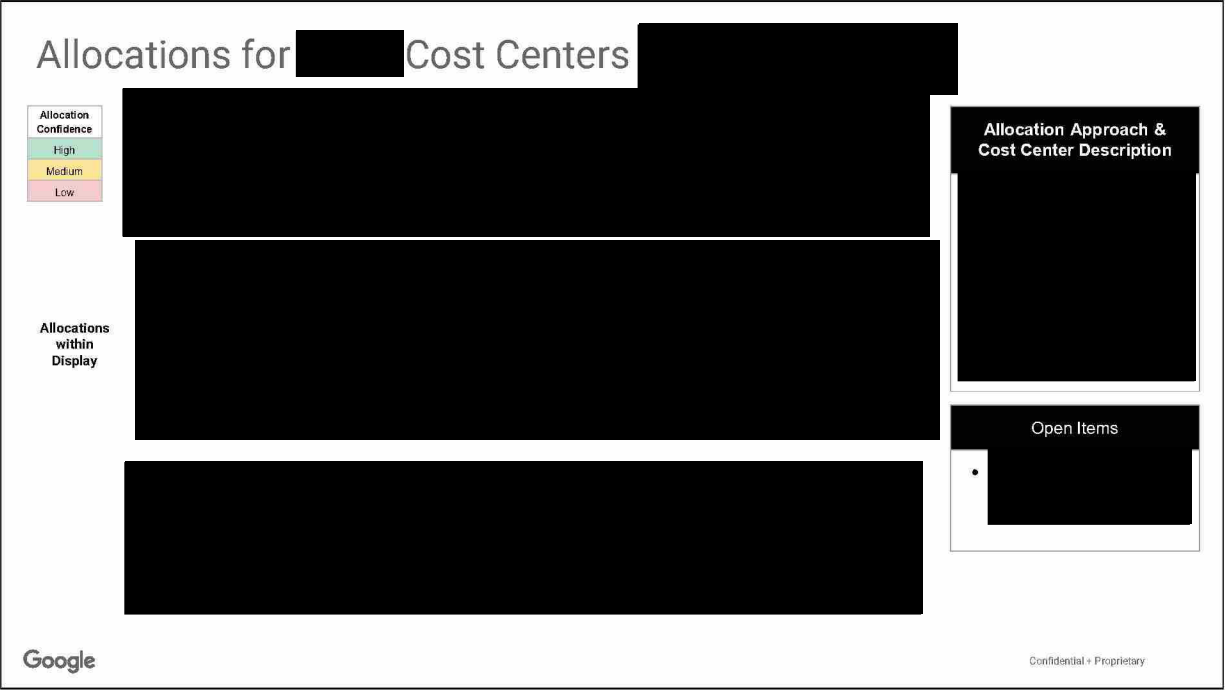 Allocations for Cost Centers
Allocation
Confidence
High
Medium
Low
Allocations
within
Display
Allocation Approach &
Cost Center Description
Open Items
•
Google
Confidential + Proprietary